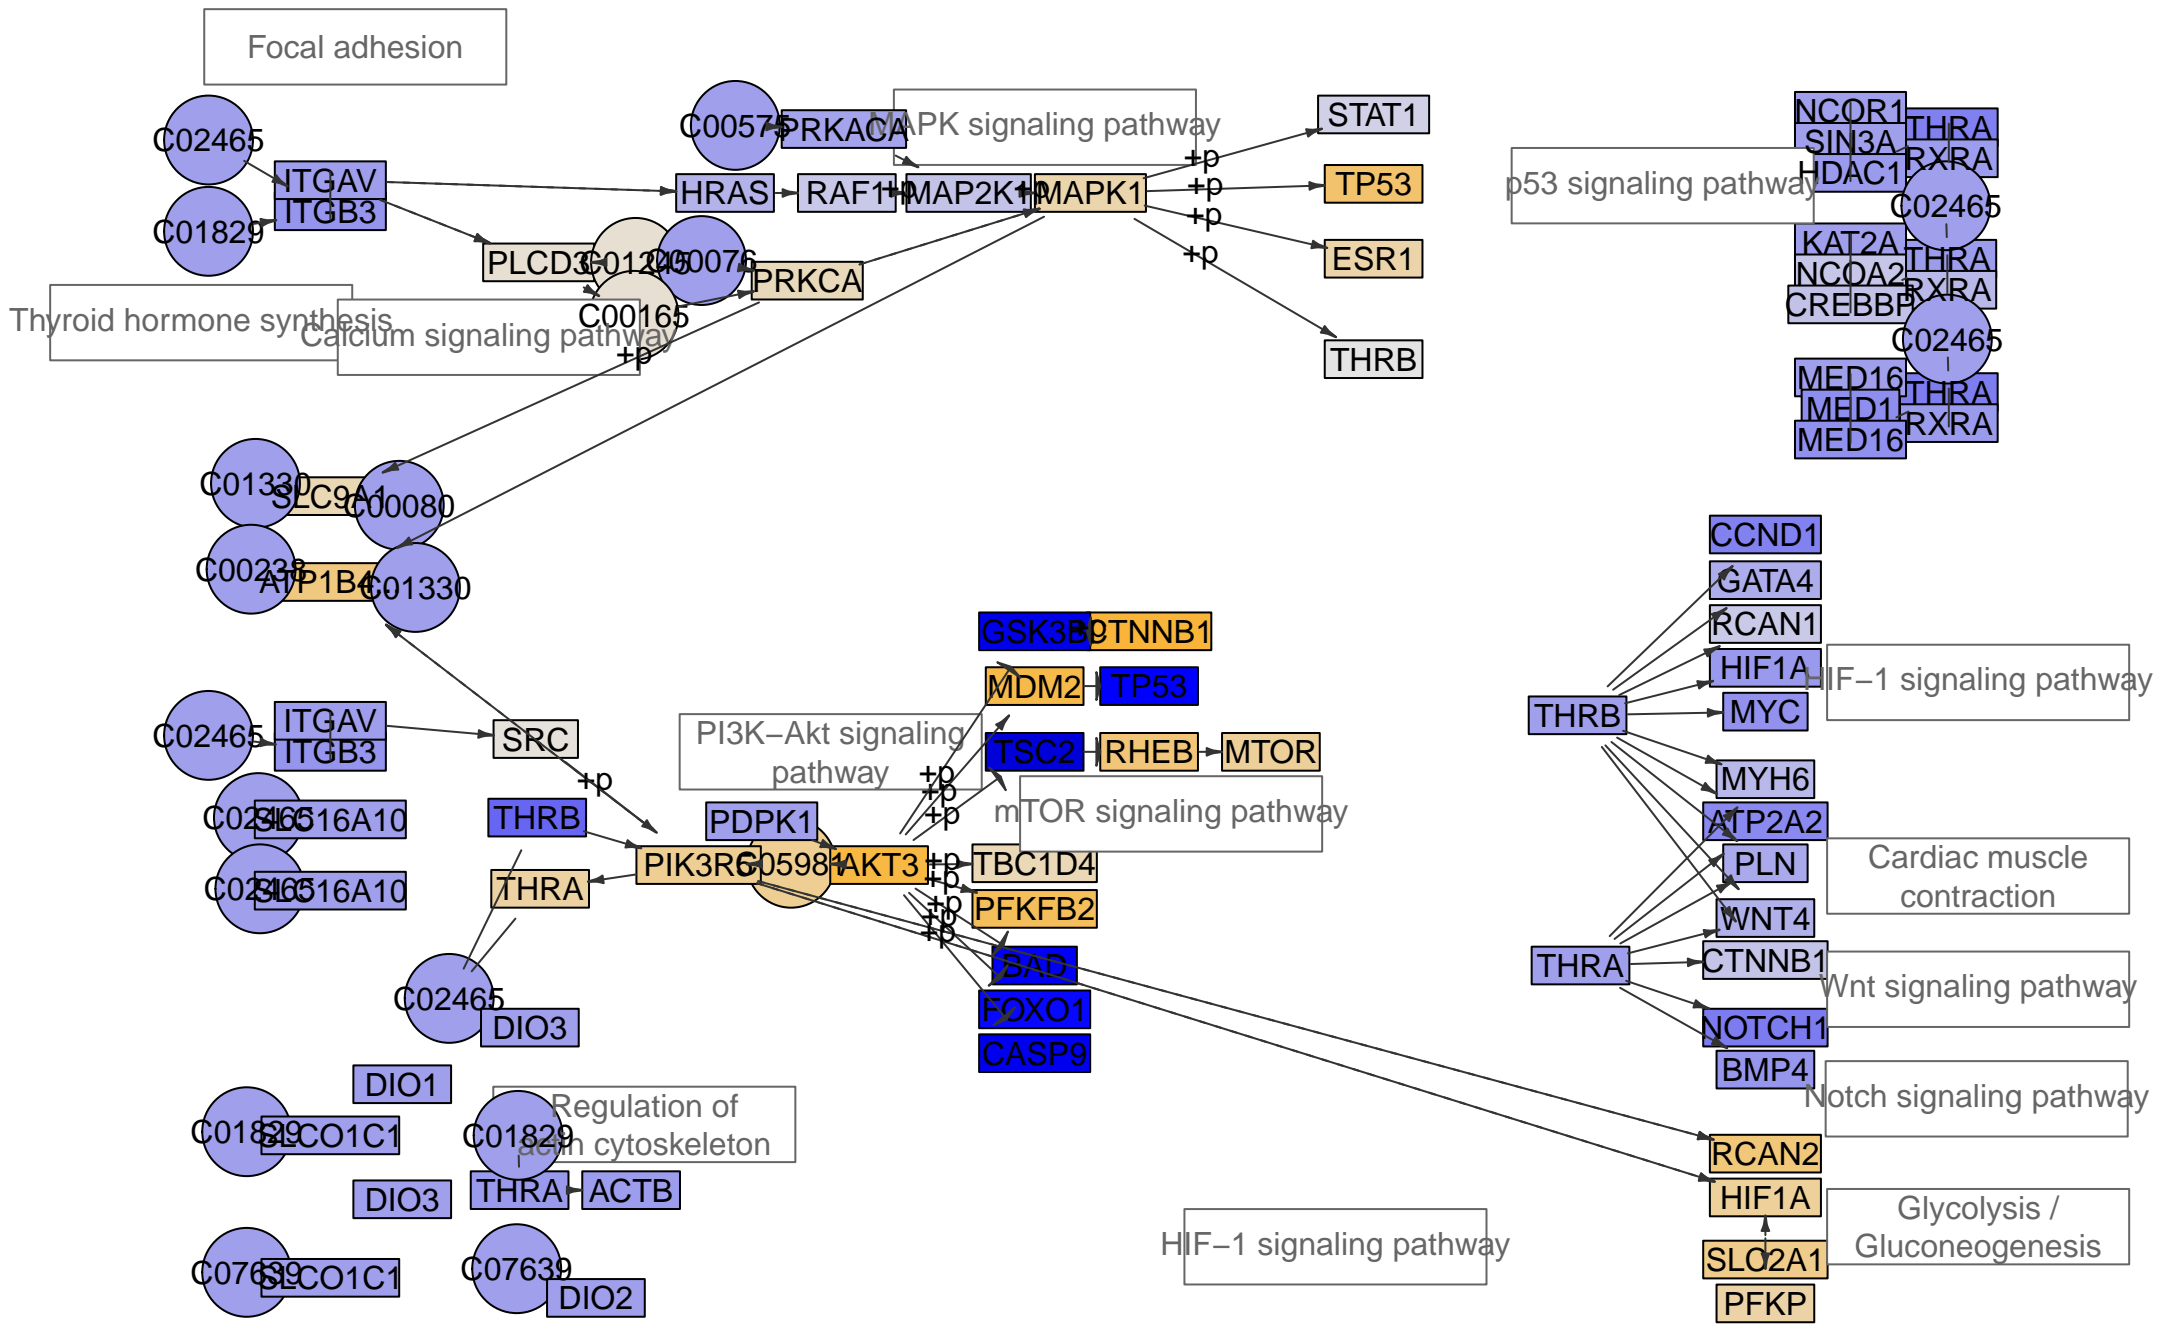 Focal adhesion
C02465
ITGAV
ITGB3
C01829
C00575
PRKACA
MAPK signaling pathway
HRAS
RAF1
+p
MAP2K1
+p
MAPK1
+p
+p
+p
+p
STAT1
TP53
ESR1
THRB
PLCD3
C01245
C00076
PRKCA
C00165
Thyroid hormone synthesis
Calcium signaling pathway
+p
p53 signaling pathway
NCOR1
SIN3A
HDAC1
THRA
RXRA
C02465
KAT2A
NCOA2
CREBBP
THRA
RXRA
C02465
MED16
MED1
MED16
THRA
RXRA
C01330
SLC9A1
C00080
C00238
ATP1B4...
C01330
C02465
ITGAV
ITGB3
SRC
+p
C02465
SLC16A10
C02465
SLC16A10
THRB
THRA
C02465
DIO3
PI3K−Akt signaling
pathway
PDPK1
PIK3R6
C05981
AKT3
GSK3B
+p
CTNNB1
MDM2
TP53
TSC2
RHEB
MTOR
mTOR signaling pathway
+p
+p
+p
+p
+p
+p
+p
+p
TBC1D4
PFKFB2
BAD
FOXO1
CASP9
CCND1
GATA4
RCAN1
HIF1A
HIF−1 signaling pathway
THRB
MYC
MYH6
ATP2A2
PLN
Cardiac muscle
contraction
WNT4
THRA
CTNNB1
Wnt signaling pathway
NOTCH1
BMP4
Notch signaling pathway
DIO1
C01829
SLCO1C1
DIO3
C07639
SLCO1C1
Regulation of
actin cytoskeleton
C01829
THRA
ACTB
C07639
DIO2
HIF−1 signaling pathway
RCAN2
HIF1A
Glycolysis /
Gluconeogenesis
SLC2A1
PFKP